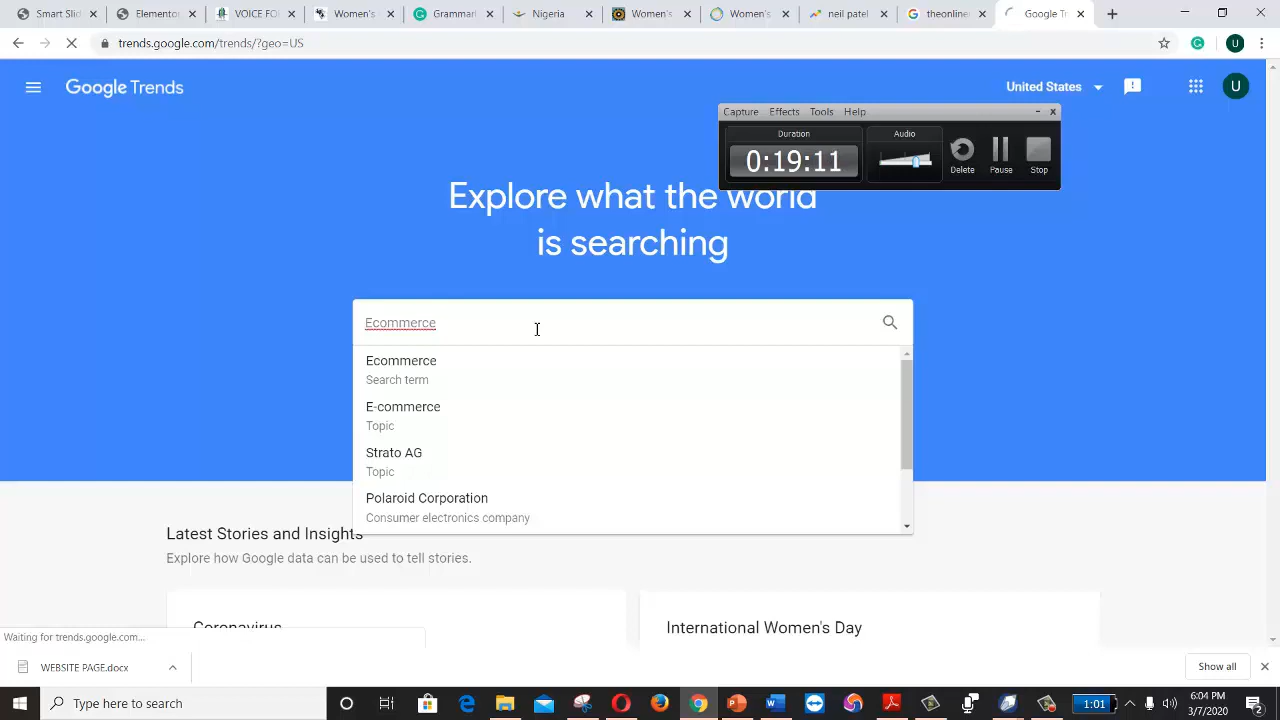 Smart Slid
Elementor
VOICE FO
Women's
Grammarl
Nigeria
Women's
Women's
neil patel
theonline
Google Tr
trends.google.com/trends/?geo=US
U
Google Trends
United States
U
Capture Effects Tools Help
Duration
Audio
0:19:11
Delete Pause Stop
Explore what the world
is searching
Ecommerce
Ecommerce
Search term
E-commerce
Topic
Strato AG
Topic
Polaroid Corporation
Consumer electronics company
Latest Stories and Insights
Explore how Google data can be used to tell stories.
Coronavirus
International Women's Day
Waiting for trends.google.com...
WEBSITE PAGE.docx
Show all
Type here to search
1:01
6:04 PM
3/7/2020
2